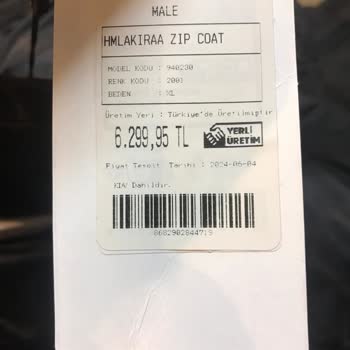 MALE
HMLAKIRAA ZIP COAT
MODEL KODU : 940230
RENK KODU : 2001
BEDEN : XL
Üretim Yeri : Türkiye'de Üretilmiştir
6.299,95 TL
YERLİ
ÜRETİM
Fiyat Tespit Tarihi : 2024-06-04
KDV Dahildir.
8682902844719